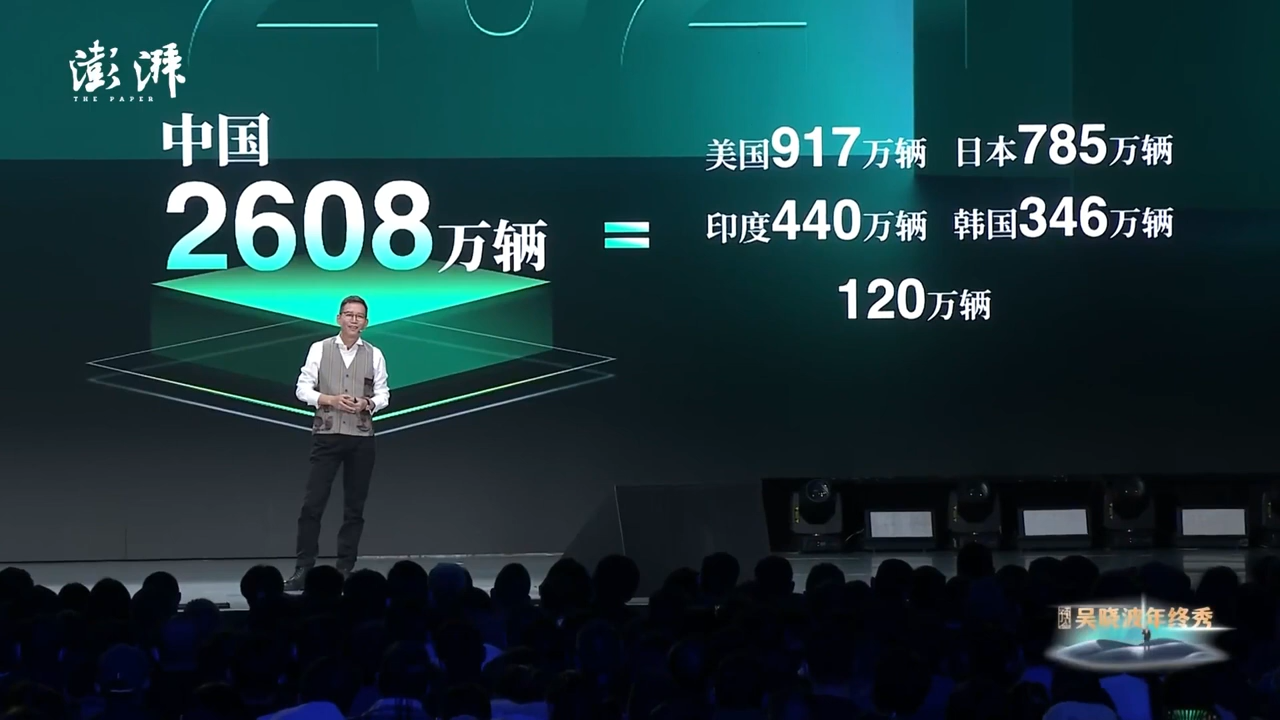 澎湃
THE PAPER
中国
2608万辆
=
美国917万辆 日本785万辆
印度440万辆 韩国346万辆
120万辆
吴晓波年终秀